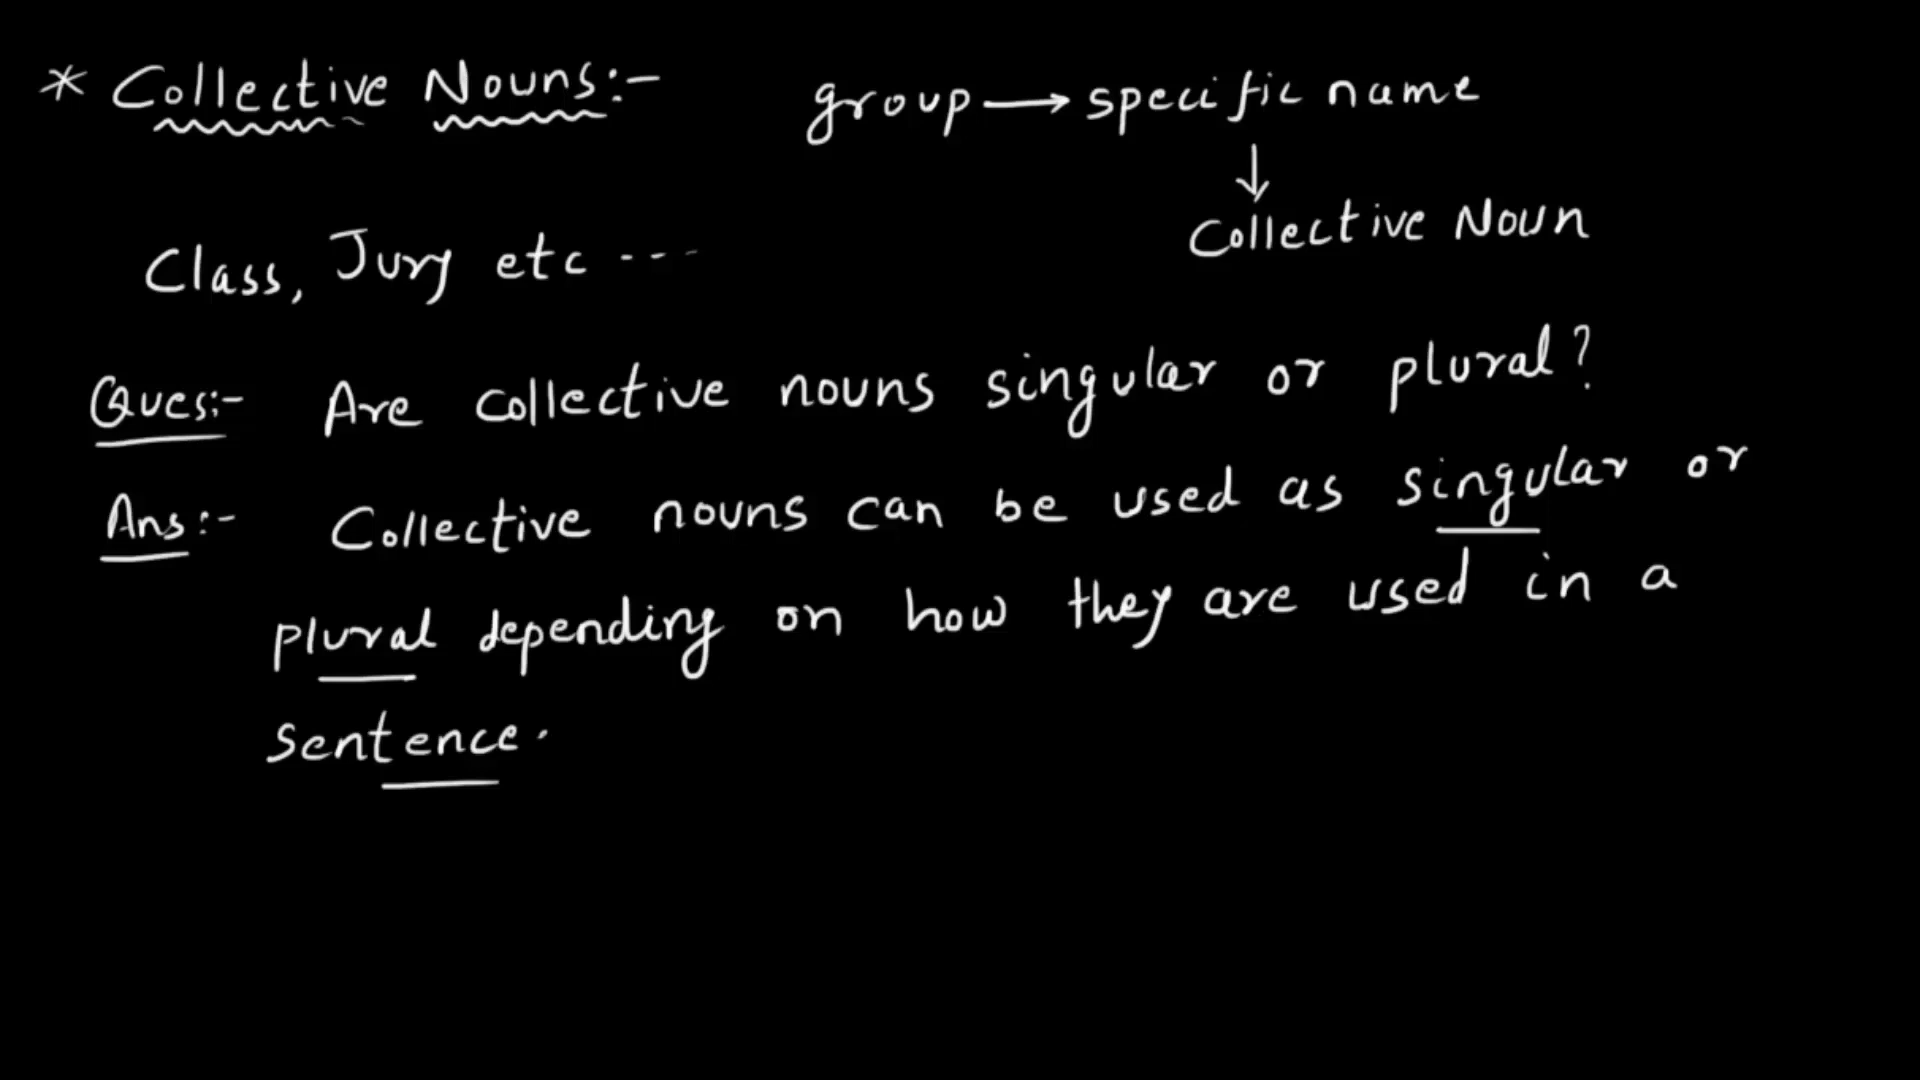 * Collective Nouns:-
group → specific name
↓
Collective Noun
Class, Jury etc ---
Ques:- Are collective nouns singular or plural?
Ans:- Collective nouns can be used as singular or
plural depending on how they are used in a
sentence.